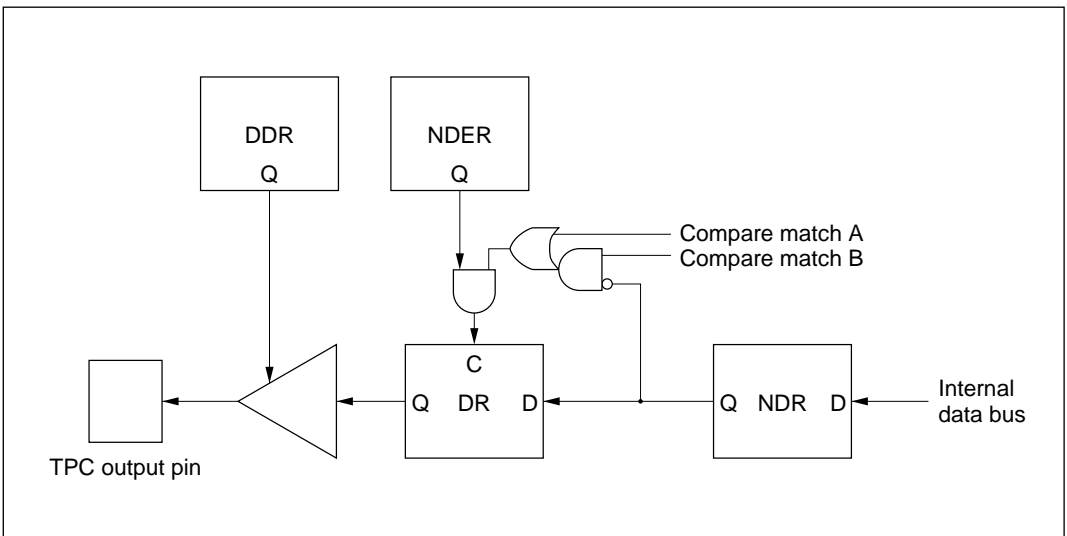 DDR
Q
NDER
Q
Compare match A
Compare match B
C
Q DR D
Q NDR D
Internal
data bus
TPC output pin